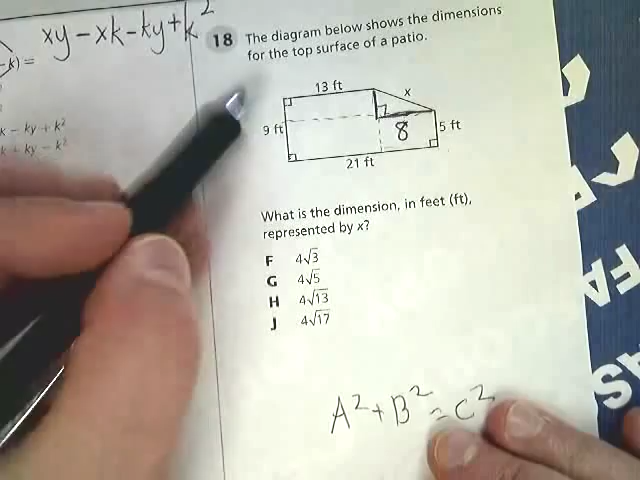 xy - xk - ky + k²
-k) =
k - ky + k²
k + ky - k²
18 The diagram below shows the dimensions
for the top surface of a patio.
13 ft
x
9 ft
8
5 ft
21 ft
What is the dimension, in feet (ft),
represented by x?
F 4√3
G 4√5
H 4√13
J 4√17
A² + B² = C²
FA